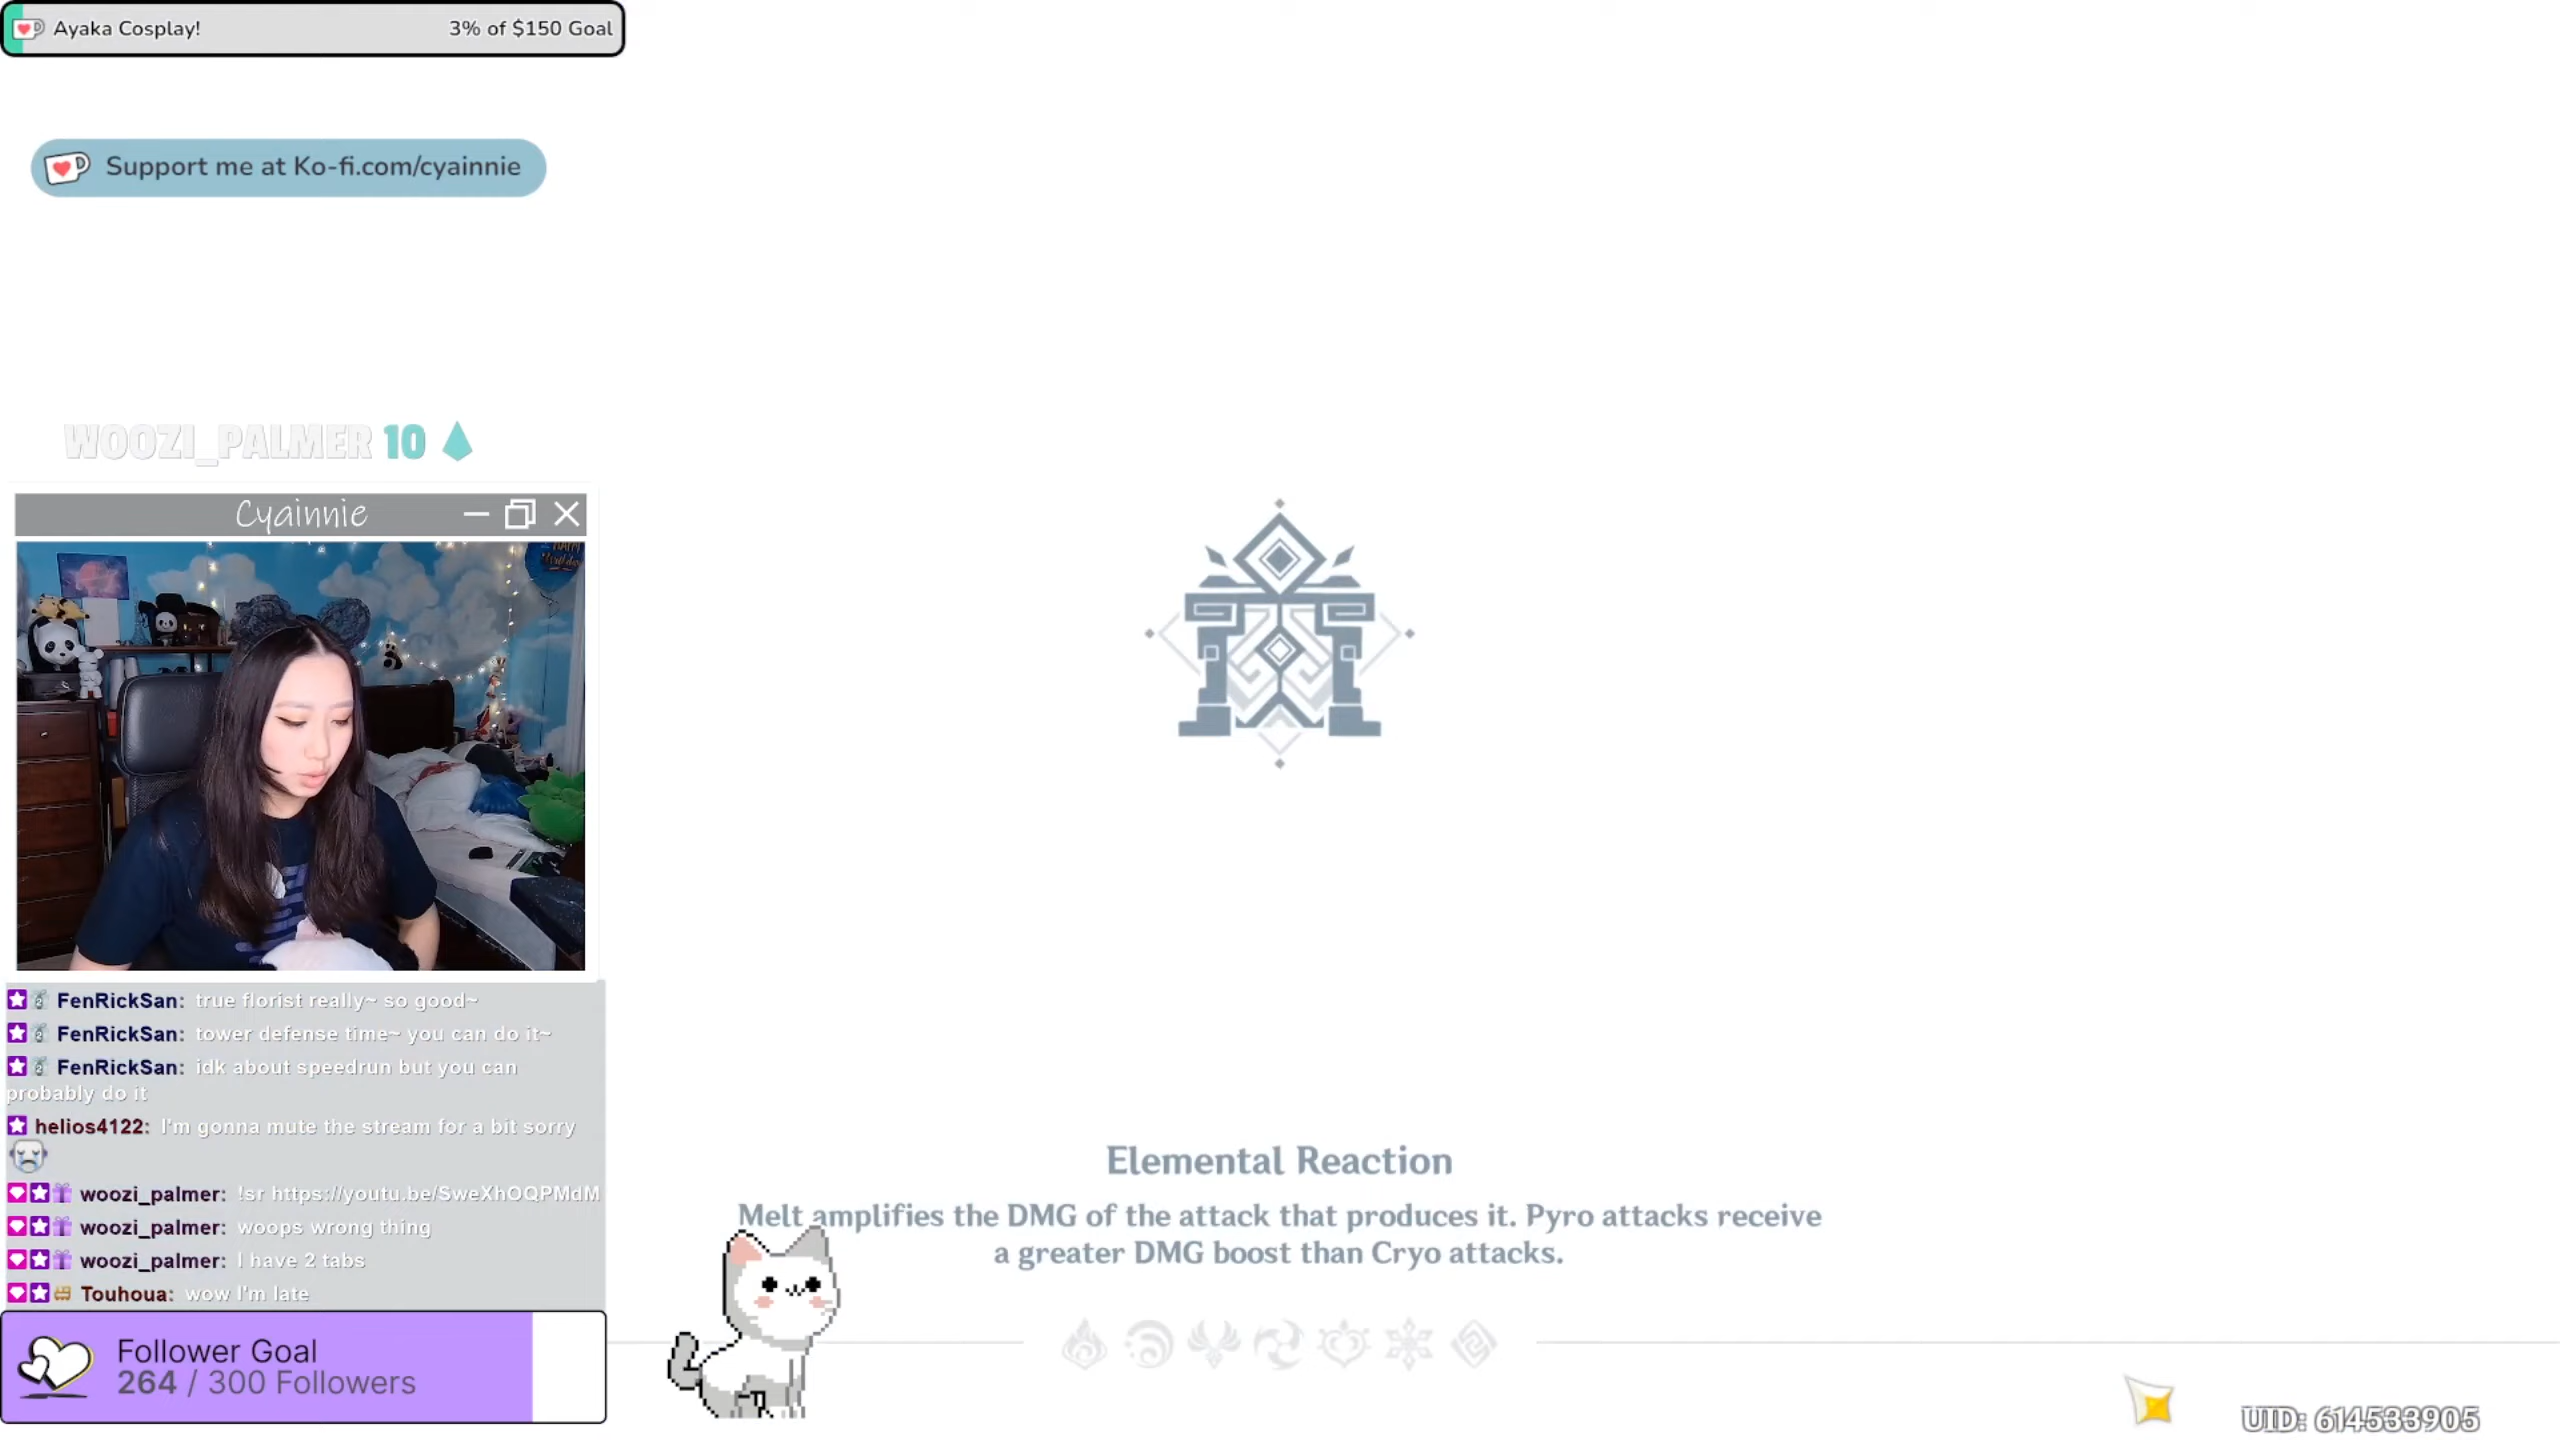 Ayaka Cosplay! 3% of $150 Goal
Support me at Ko-fi.com/cyainnie
WOOZI_PALMER 10
Cyainnie
FenRickSan: true florist really~ so good~
FenRickSan: tower defense time~ you can do it~
FenRickSan: idk about speedrun but you can
probably do it
helios4122: I'm gonna mute the stream for a bit sorry
woozi_palmer: !sr https://youtu.be/SweXhOQPMdM
woozi_palmer: woops wrong thing
woozi_palmer: I have 2 tabs
Touhoua: wow I'm late
Follower Goal
264 / 300 Followers
Elemental Reaction
Melt amplifies the DMG of the attack that produces it. Pyro attacks receive
a greater DMG boost than Cryo attacks.
UID: 614533905